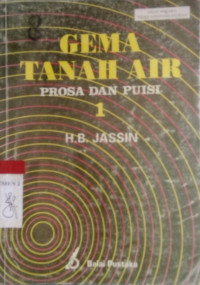 GEMA
TANAH AIR
PROSA DAN PUISI
1
H.B. JASSIN
Balai Pustaka